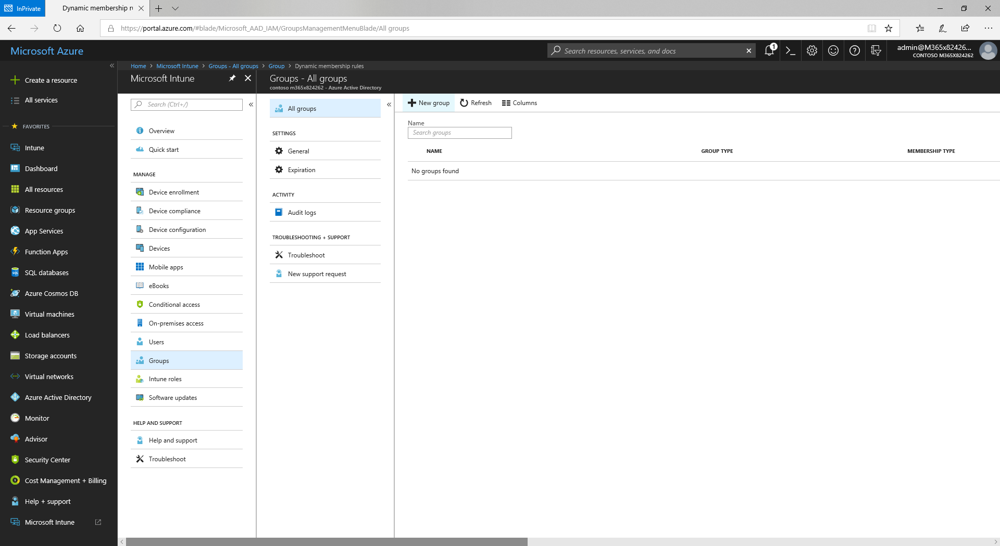 InPrivate
Dynamic membership r
https://portal.azure.com/#blade/Microsoft_AAD_IAM/GroupsManagementMenuBlade/All groups
Microsoft Azure
Search resources, services, and docs
1
admin@M365x82426...
CONTOSO M365X824262
Home > Microsoft Intune > Groups - All groups > Group > Dynamic membership rules
Create a resource
All services
FAVORITES
Intune
Dashboard
All resources
Resource groups
App Services
Function Apps
SQL databases
Azure Cosmos DB
Virtual machines
Load balancers
Storage accounts
Virtual networks
Azure Active Directory
Monitor
Advisor
Security Center
Cost Management + Billing
Help + support
Microsoft Intune
Microsoft Intune
Search (Ctrl+/)
Overview
Quick start
MANAGE
Device enrollment
Device compliance
Device configuration
Devices
Mobile apps
eBooks
Conditional access
On-premises access
Users
Groups
Intune roles
Software updates
HELP AND SUPPORT
Help and support
Troubleshoot
Groups - All groups
contoso m365x824262 - Azure Active Directory
All groups
SETTINGS
General
Expiration
ACTIVITY
Audit logs
TROUBLESHOOTING + SUPPORT
Troubleshoot
New support request
New group
Refresh
Columns
Name
Search groups
NAME
GROUP TYPE
MEMBERSHIP TYPE
No groups found